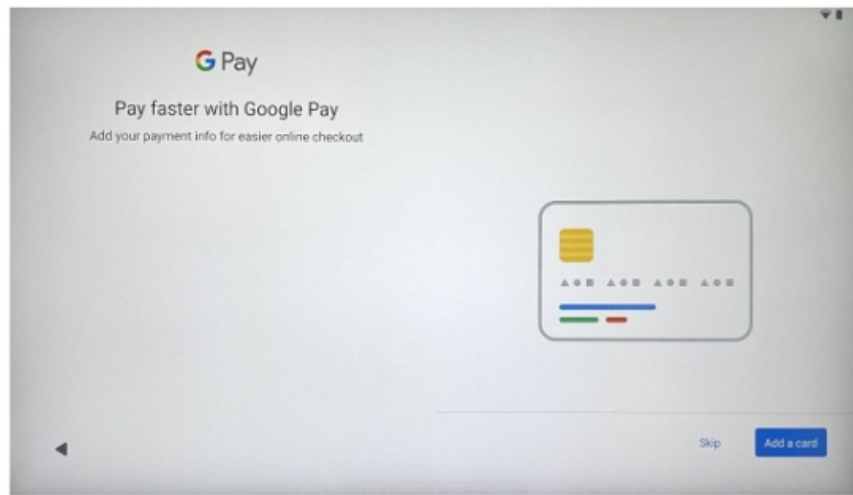 G Pay
Pay faster with Google Pay
Add your payment info for easier online checkout
Skip
Add a card